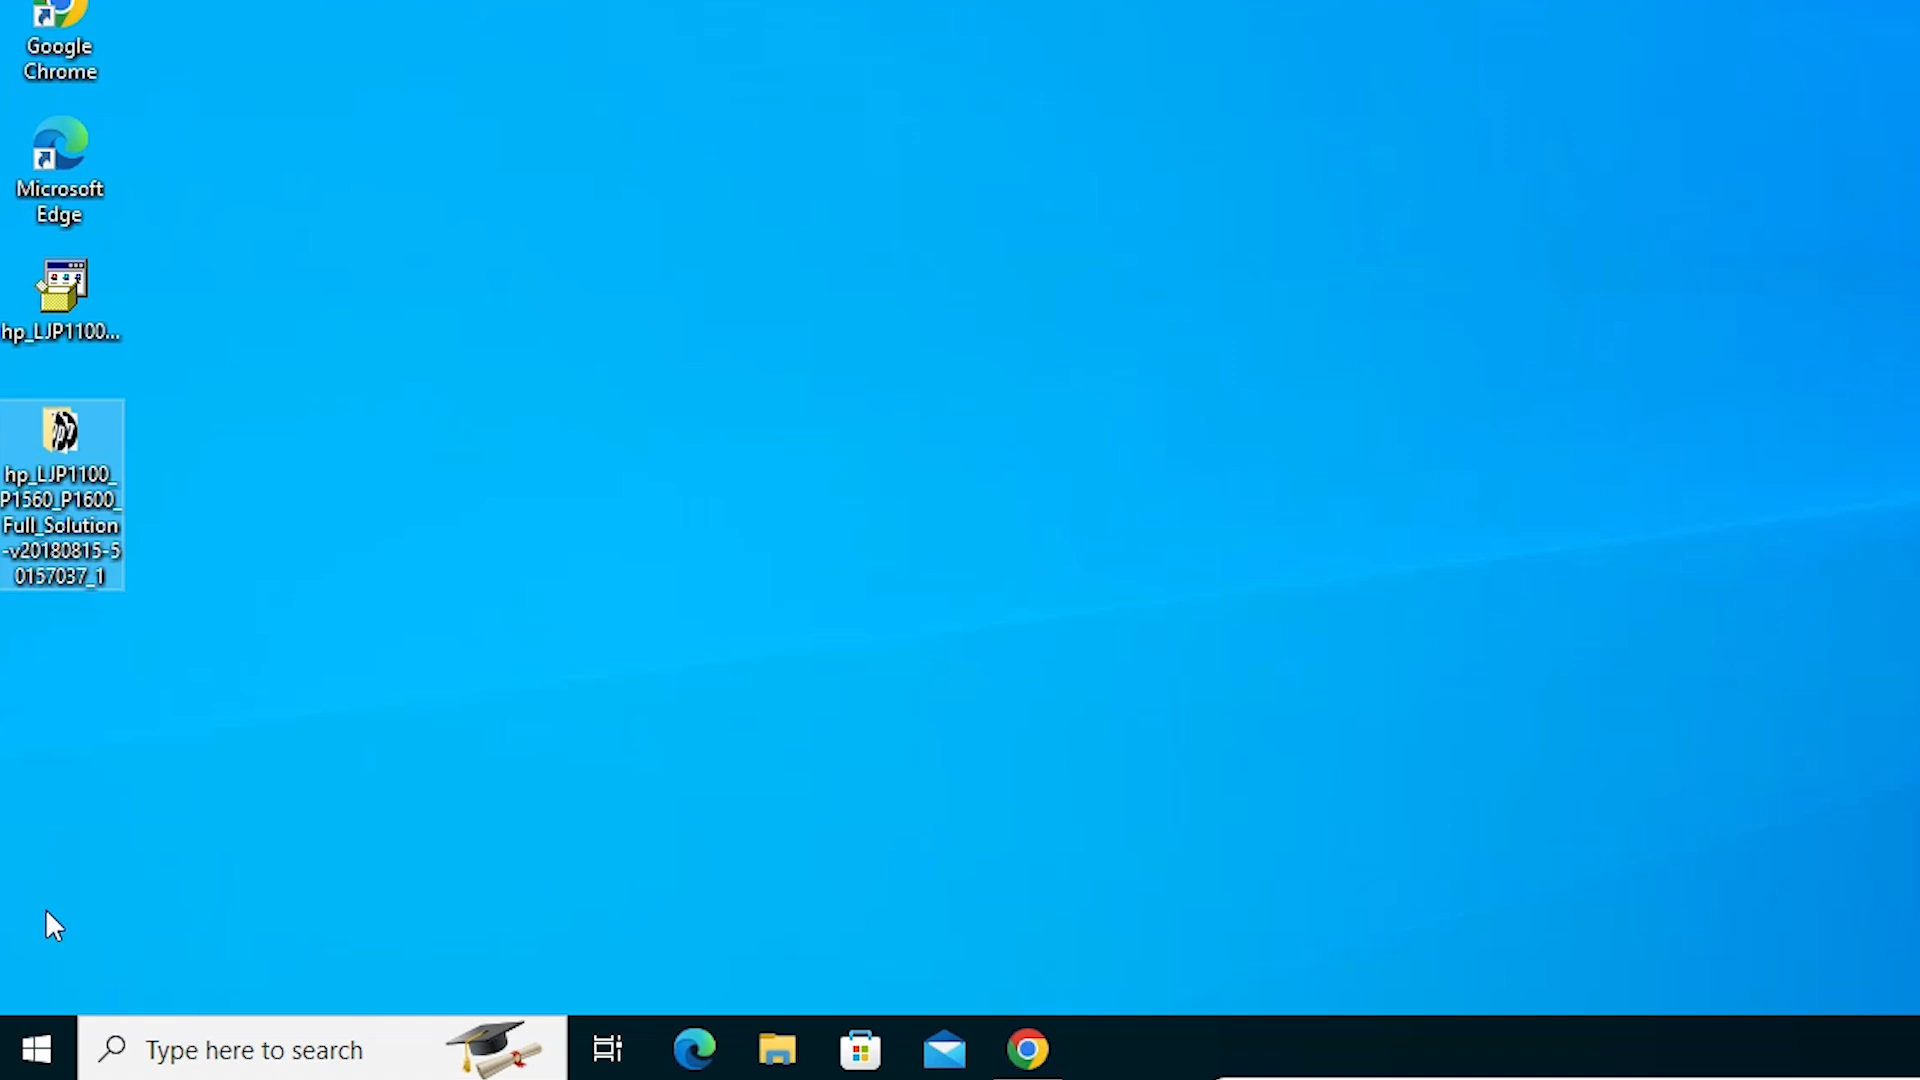 Google
Chrome
Microsoft
Edge
hp_LJP1100...
hp_LJP1100_
P1560_P1600_
Full_Solution
-v20180815-5
0157037_1
Type here to search